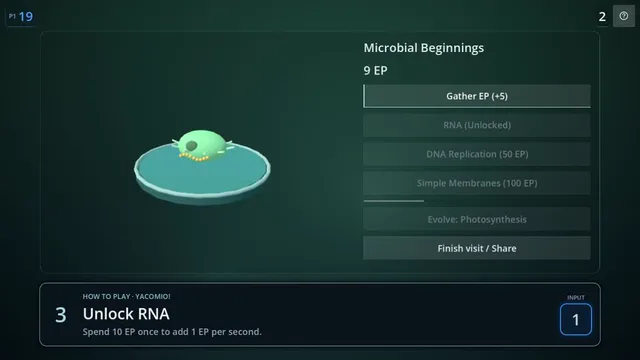 P1 19
2 ?
Microbial Beginnings
9 EP
Gather EP (+5)
RNA (Unlocked)
DNA Replication (50 EP)
Simple Membranes (100 EP)
Evolve: Photosynthesis
Finish visit / Share
HOW TO PLAY · YACOMIO!
3 Unlock RNA
Spend 10 EP once to add 1 EP per second.
INPUT
1